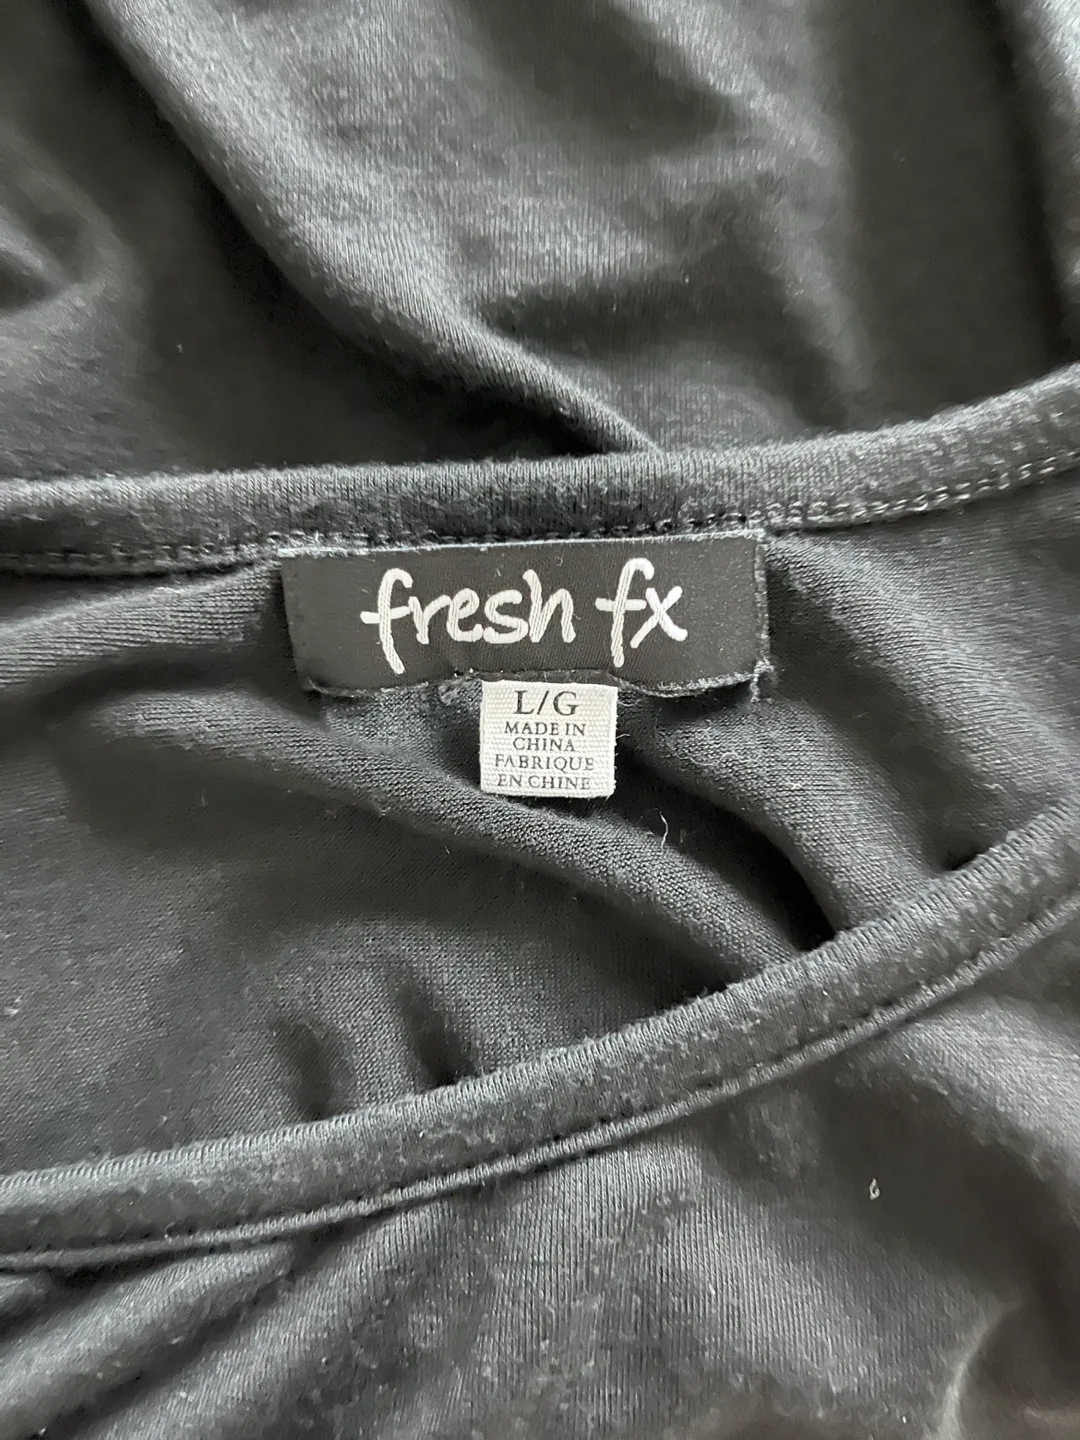 fresh fx
L/G
MADE IN
CHINA
FABRIQUE
EN CHINE